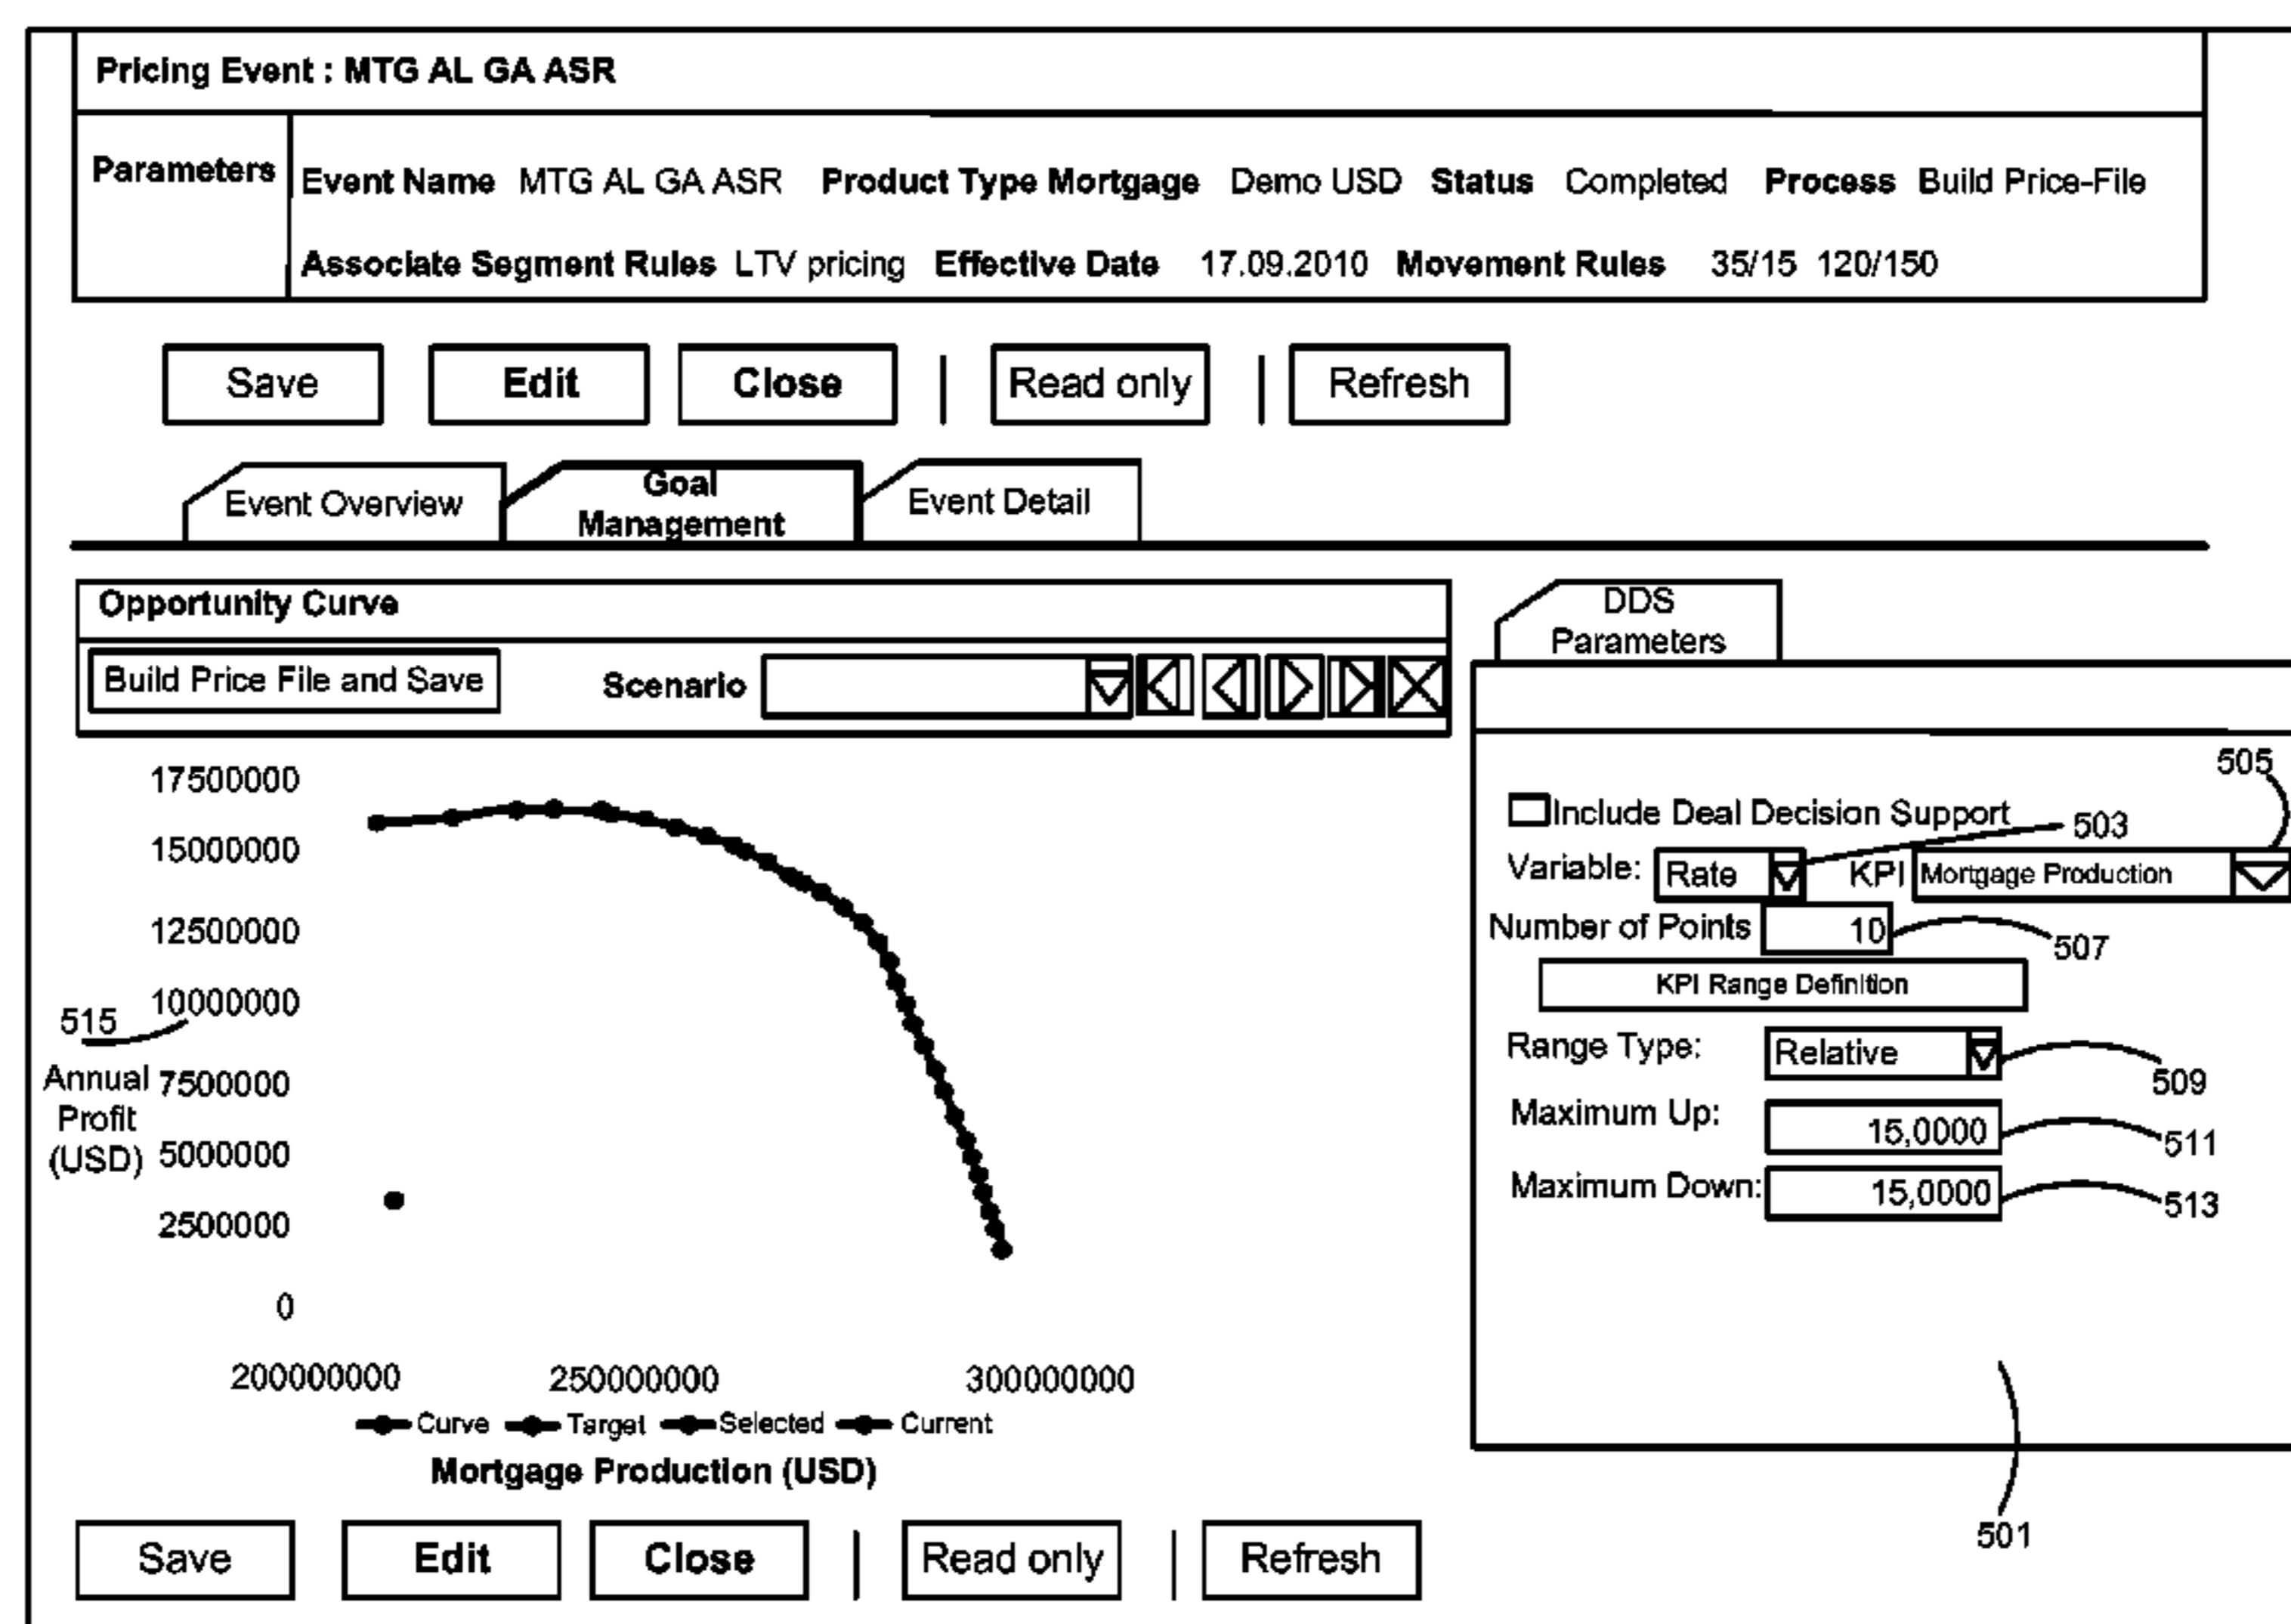 Pricing Event : MTG AL GA ASR
Parameters
Event Name MTG AL GA ASR Product Type Mortgage Demo USD Status Completed Process Build Price-File
Associate Segment Rules LTV pricing Effective Date 17.09.2010 Movement Rules 35/15 120/150
Save Edit Close | Read only | Refresh
Event Overview
Goal
Management
Event Detail
Opportunity Curve
Build Price File and Save Scenario
17500000
15000000
12500000
10000000
7500000
5000000
2500000
0
515
Annual
Profit
(USD)
200000000 250000000 300000000
Curve Target Selected Current
Mortgage Production (USD)
DDS
Parameters
505
Include Deal Decision Support
503
Variable: Rate KPI Mortgage Production
Number of Points 10
507
KPI Range Definition
Range Type: Relative
509
Maximum Up: 15,0000
511
Maximum Down: 15,0000
513
501
Save Edit Close | Read only | Refresh